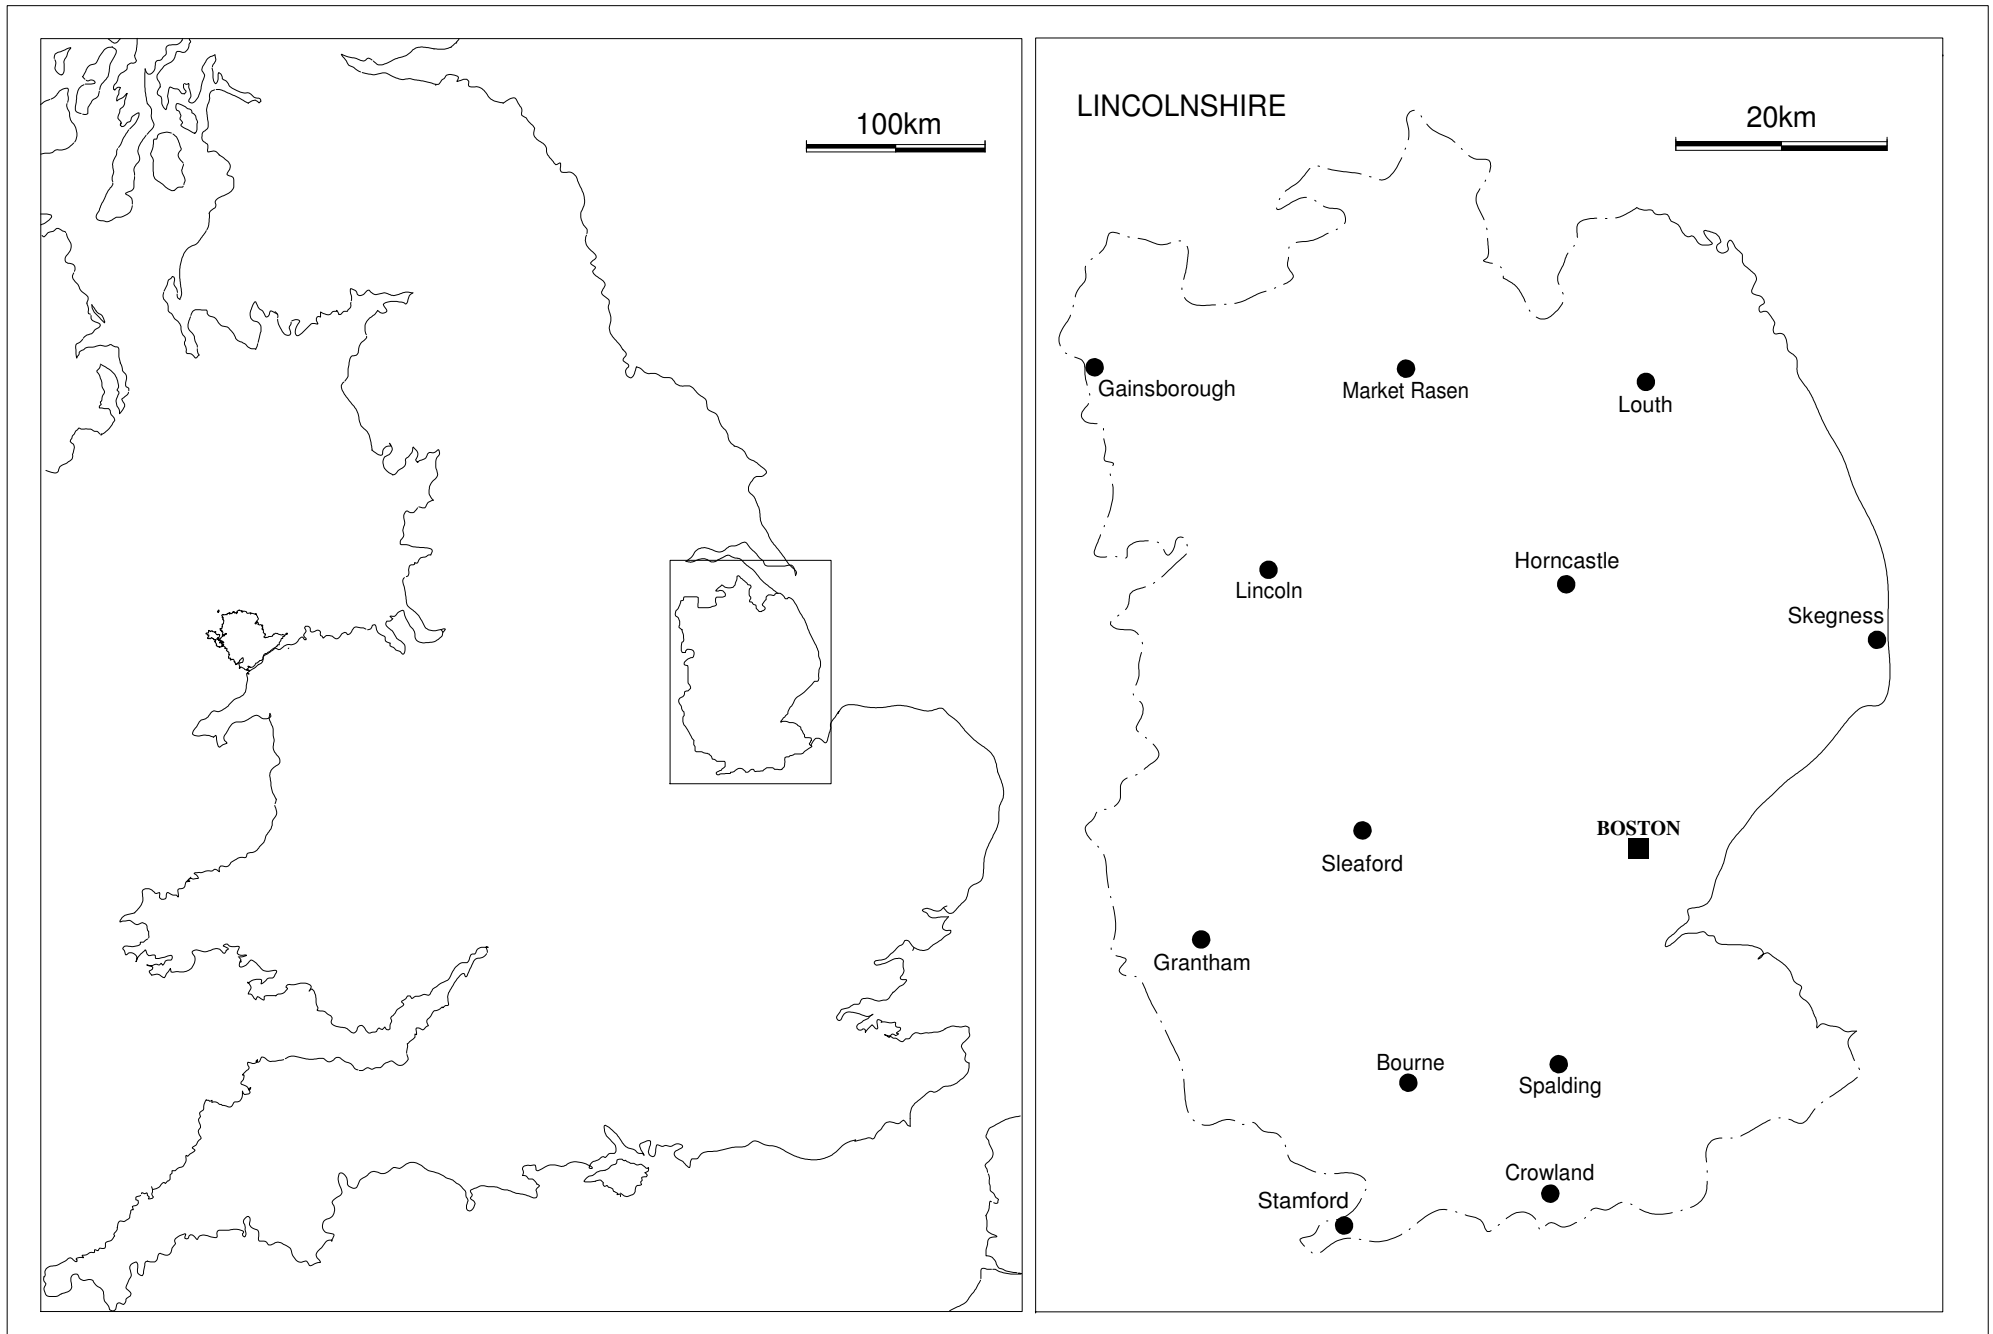 100km
LINCOLNSHIRE
20km
Gainsborough
Market Rasen
Louth
Horncastle
Lincoln
Skegness
BOSTON
Sleaford
Grantham
Bourne
Spalding
Crowland
Stamford